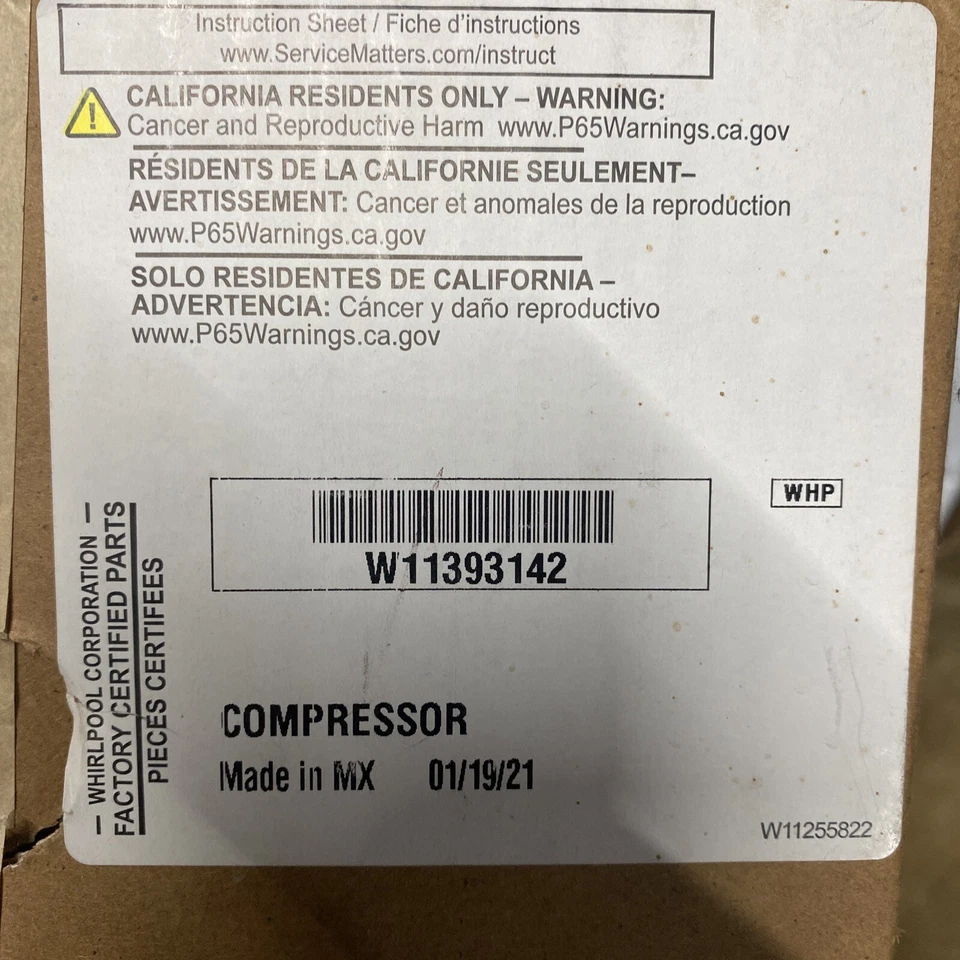 Instruction Sheet / Fiche d'instructions
www.ServiceMatters.com/instruct
CALIFORNIA RESIDENTS ONLY – WARNING:
Cancer and Reproductive Harm www.P65Warnings.ca.gov
RÉSIDENTS DE LA CALIFORNIE SEULEMENT–
AVERTISSEMENT: Cancer et anomales de la reproduction
www.P65Warnings.ca.gov
SOLO RESIDENTES DE CALIFORNIA –
ADVERTENCIA: Cáncer y daño reproductivo
www.P65Warnings.ca.gov
WHP
W11393142
– WHIRLPOOL CORPORATION –
FACTORY CERTIFIED PARTS
PIECES CERTIFEES
COMPRESSOR
Made in MX 01/19/21
W11255822